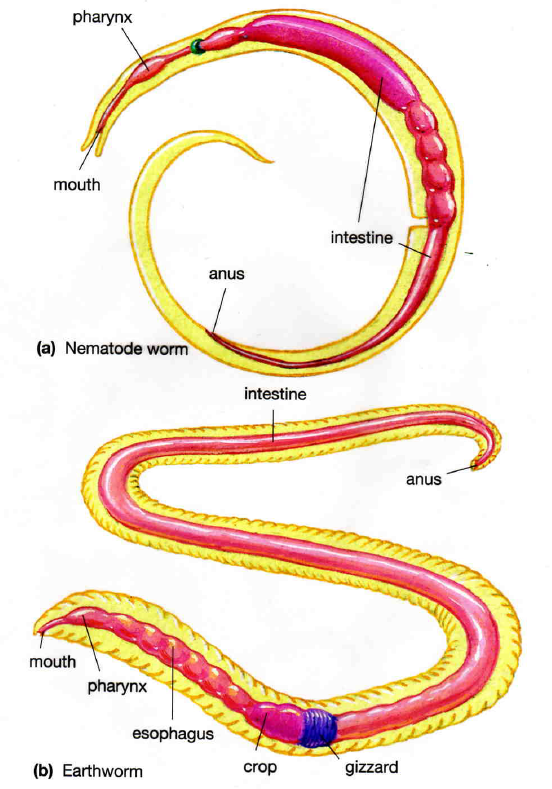 pharynx
mouth
intestine
anus
(a) Nematode worm
intestine
anus
mouth
pharynx
esophagus
crop
gizzard
(b) Earthworm